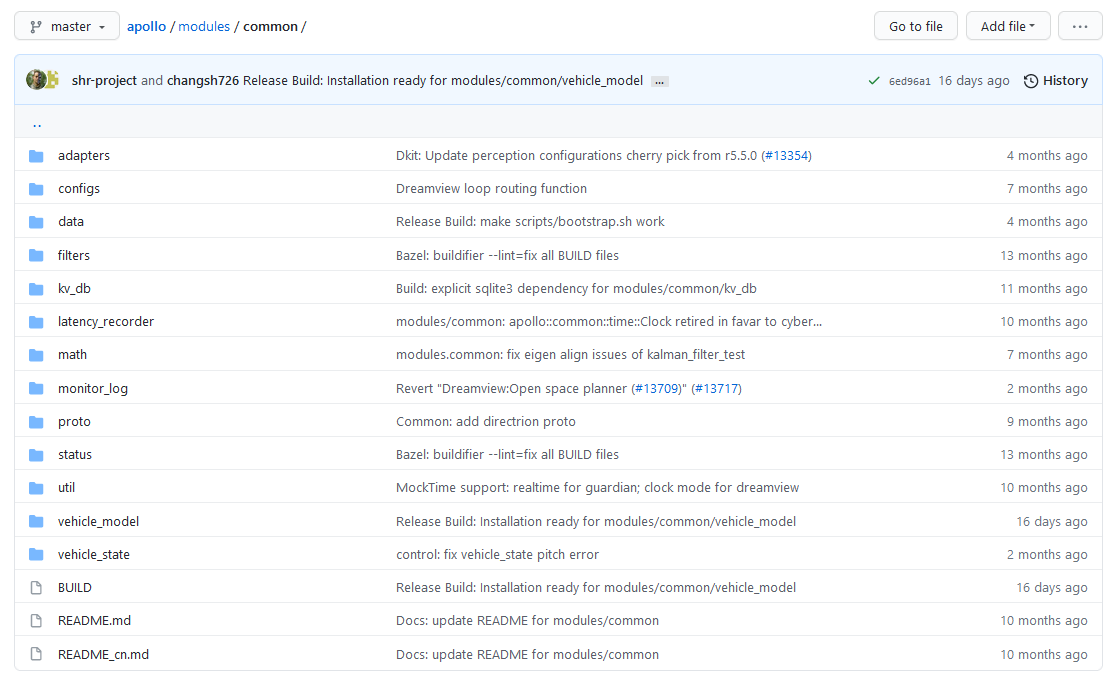 master apollo / modules / common / Go to file Add file ...
shr-project and changsh726 Release Build: Installation ready for modules/common/vehicle_model ... 6ed96a1 16 days ago History
..
adapters Dkit: Update perception configurations cherry pick from r5.5.0 (#13354) 4 months ago
configs Dreamview loop routing function 7 months ago
data Release Build: make scripts/bootstrap.sh work 4 months ago
filters Bazel: buildifier --lint=fix all BUILD files 13 months ago
kv_db Build: explicit sqlite3 dependency for modules/common/kv_db 11 months ago
latency_recorder modules/common: apollo::common::time::Clock retired in favar to cyber... 10 months ago
math modules.common: fix eigen align issues of kalman_filter_test 7 months ago
monitor_log Revert "Dreamview:Open space planner (#13709)" (#13717) 2 months ago
proto Common: add directrion proto 9 months ago
status Bazel: buildifier --lint=fix all BUILD files 13 months ago
util MockTime support: realtime for guardian; clock mode for dreamview 10 months ago
vehicle_model Release Build: Installation ready for modules/common/vehicle_model 16 days ago
vehicle_state control: fix vehicle_state pitch error 2 months ago
BUILD Release Build: Installation ready for modules/common/vehicle_model 16 days ago
README.md Docs: update README for modules/common 10 months ago
README_cn.md Docs: update README for modules/common 10 months ago